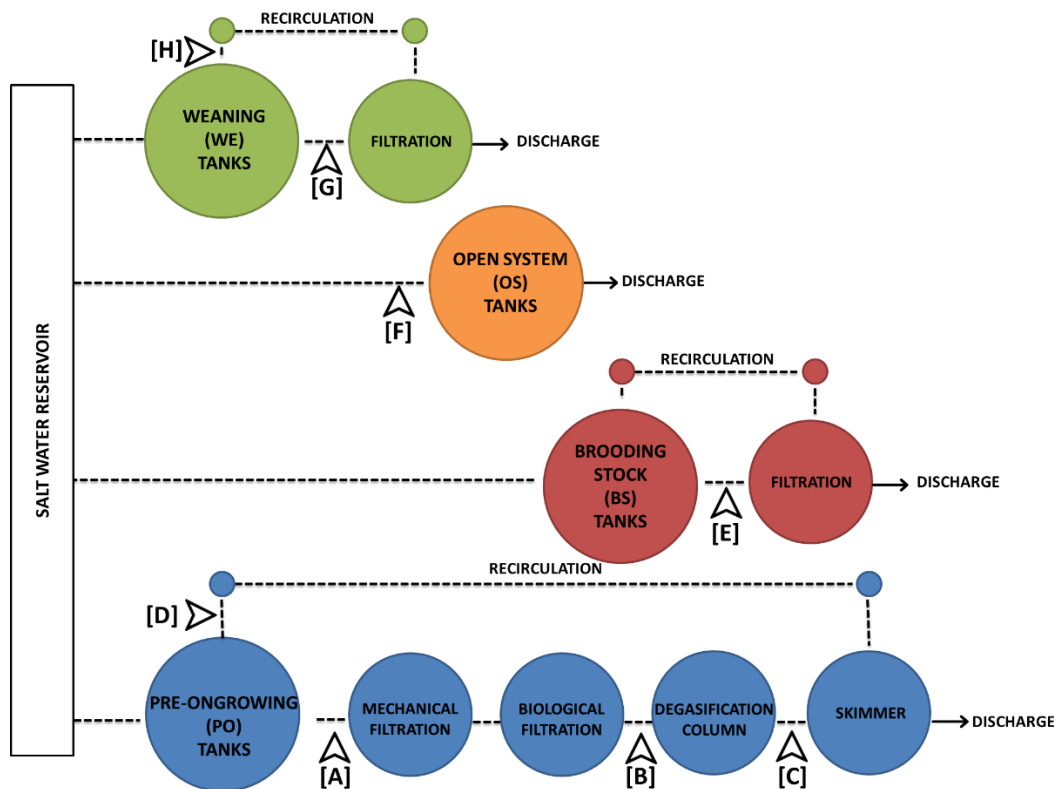 RECIRCULATION
[H]
WEANING
(WE)
TANKS
FILTRATION
DISCHARGE
[G]
OPEN SYSTEM
(OS)
TANKS
DISCHARGE
[F]
SALT WATER RESERVOIR
RECIRCULATION
BROODING
STOCK
(BS)
TANKS
FILTRATION
DISCHARGE
[E]
RECIRCULATION
[D]
PRE-ONGROWING
(PO)
TANKS
MECHANICAL
FILTRATION
BIOLOGICAL
FILTRATION
DEGASIFICATION
COLUMN
SKIMMER
DISCHARGE
[A]
[B]
[C]